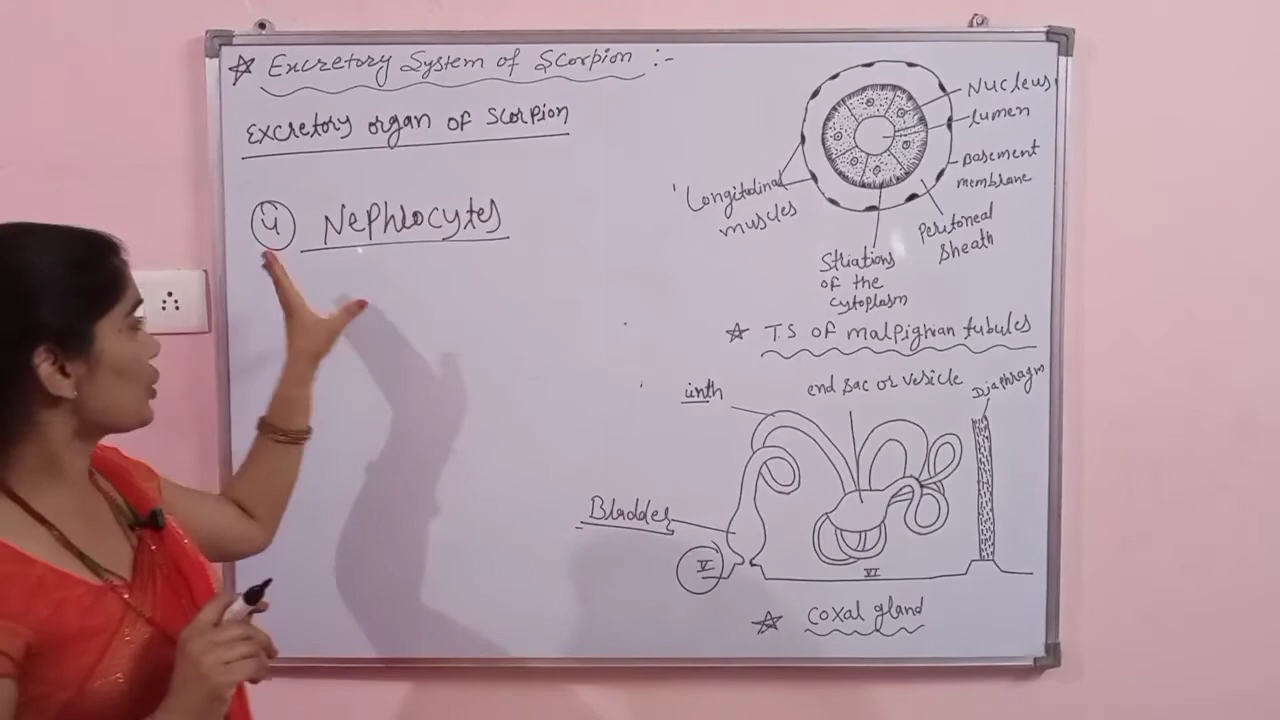 ☆ Excretory System of Scorpion :-
Excretory organ of Scorpion
Nephrocytes
Nucleus
lumen
Basement
membrane
Peritoneal
Sheath
Longitudinal
muscles
Striations
of the
cytoplasm
☆ T.S of malpighian tubules
end sac or vesicle
Diaphragm
Bladder
V
VI
☆ Coxal gland